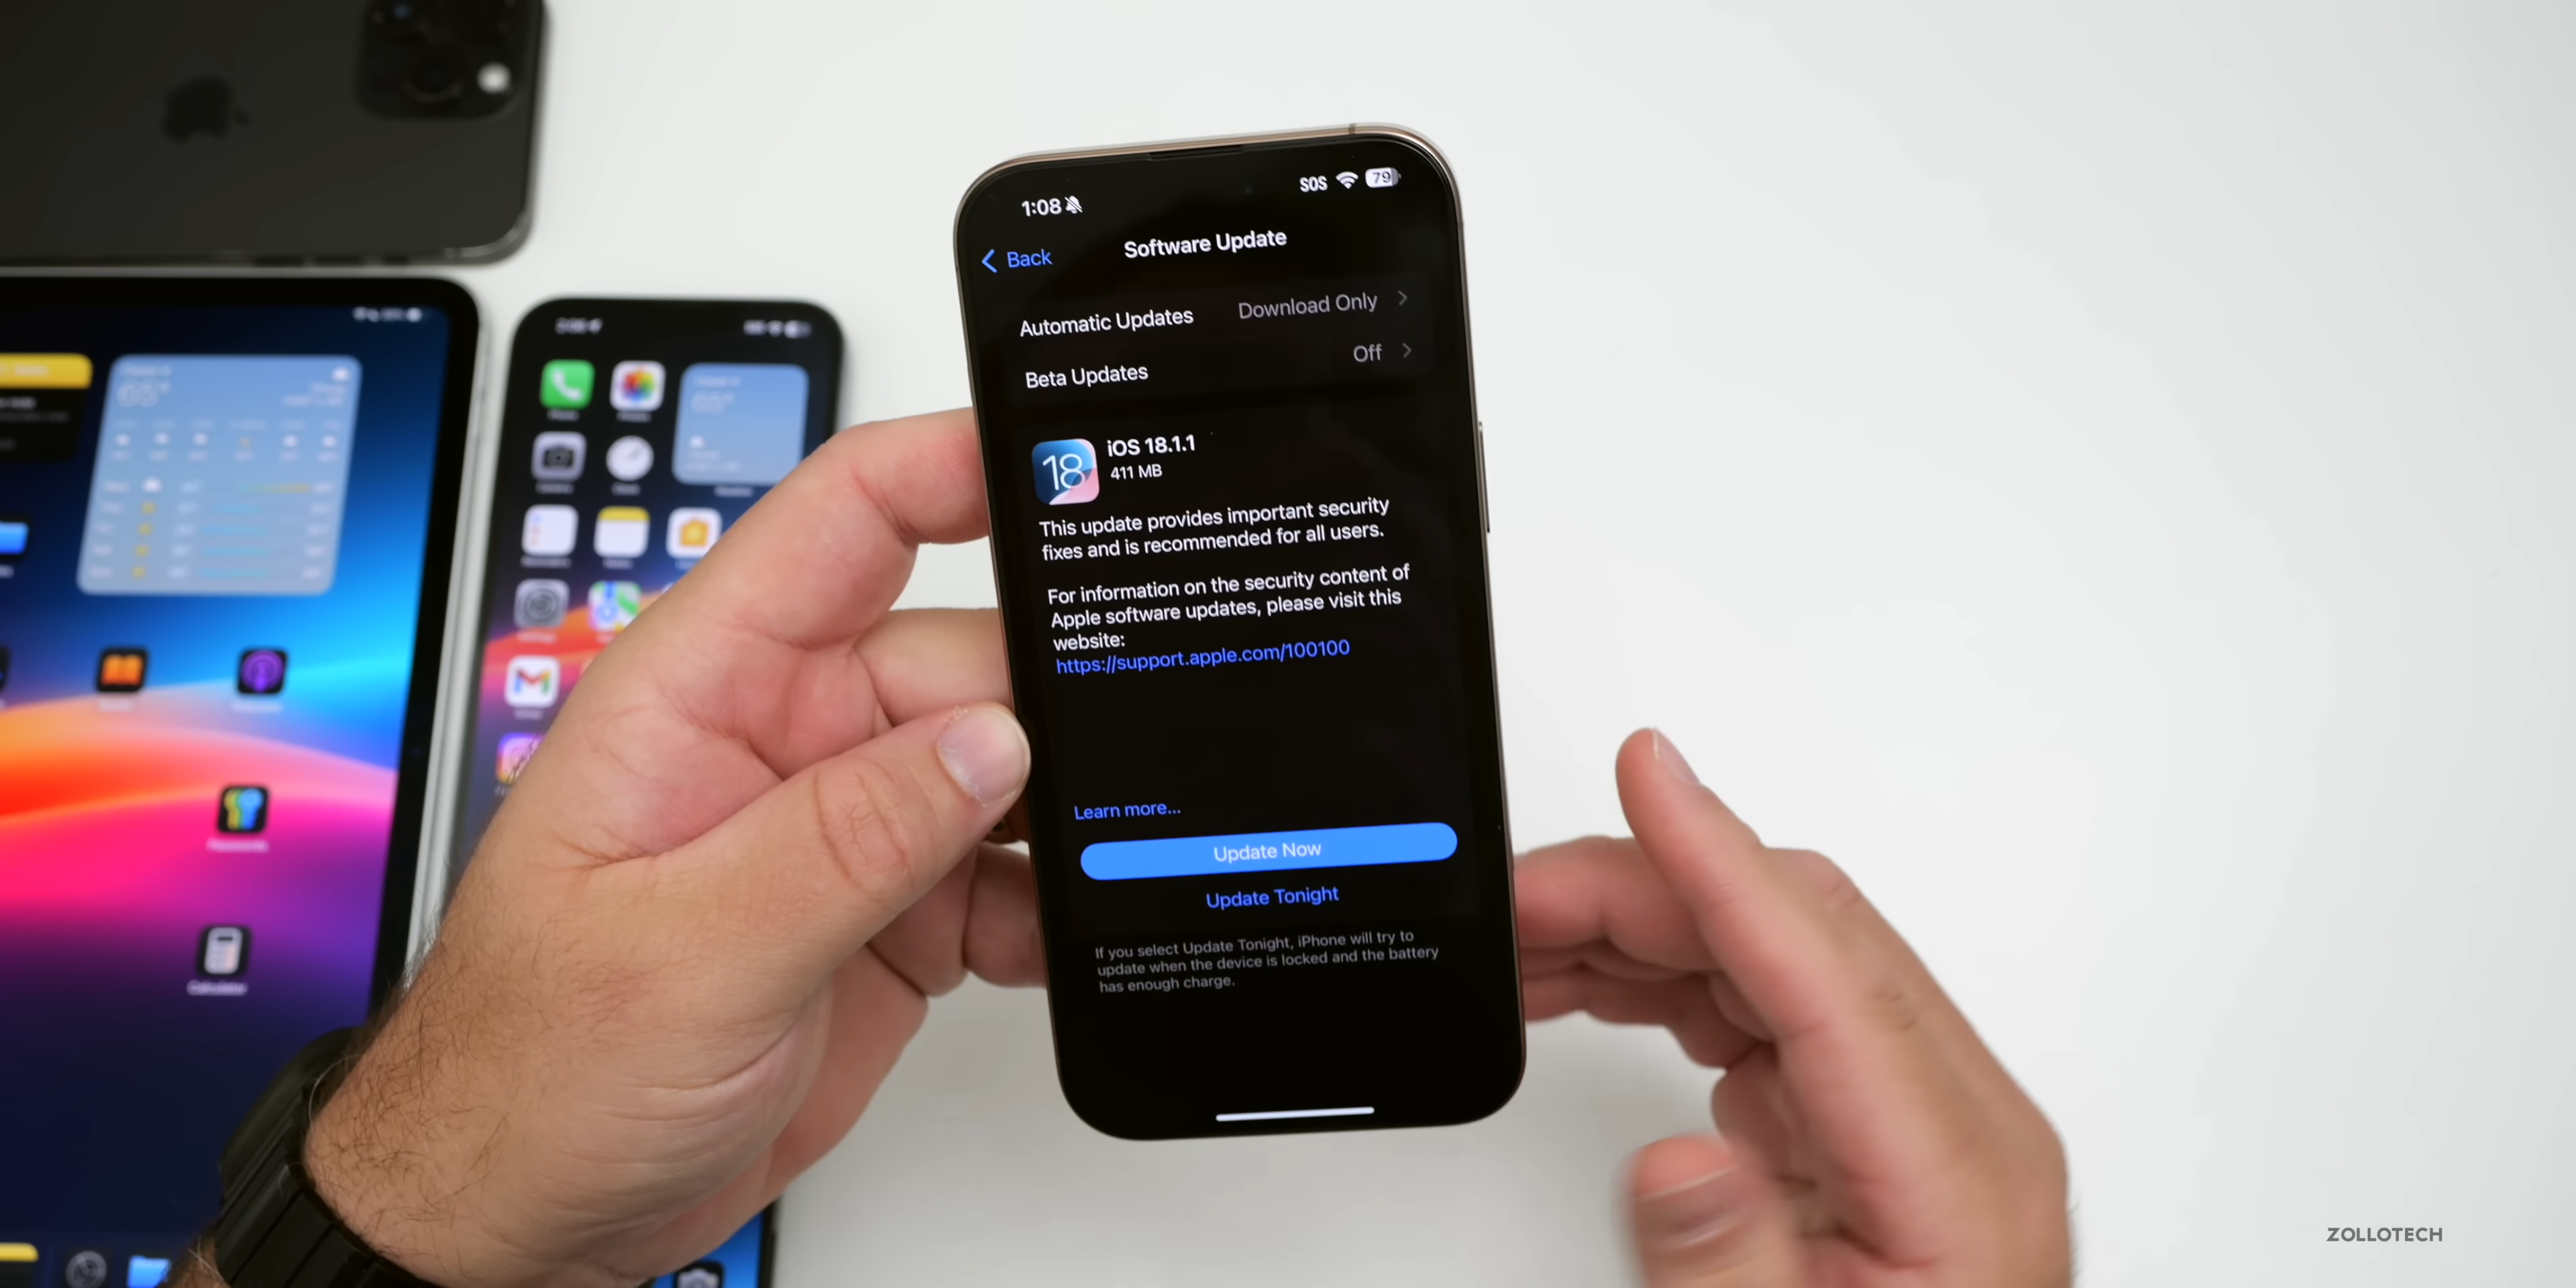 1:08
SOS
79
Back
Software Update
Automatic Updates
Download Only
Beta Updates
Off
18
iOS 18.1.1
411 MB
This update provides important security
fixes and is recommended for all users.
For information on the security content of
Apple software updates, please visit this
website:
https://support.apple.com/100100
Learn more...
Update Now
Update Tonight
If you select Update Tonight, iPhone will try to
update when the device is locked and the battery
has enough charge.
Phone
Passwords
Calculator
ZOLLOTECH